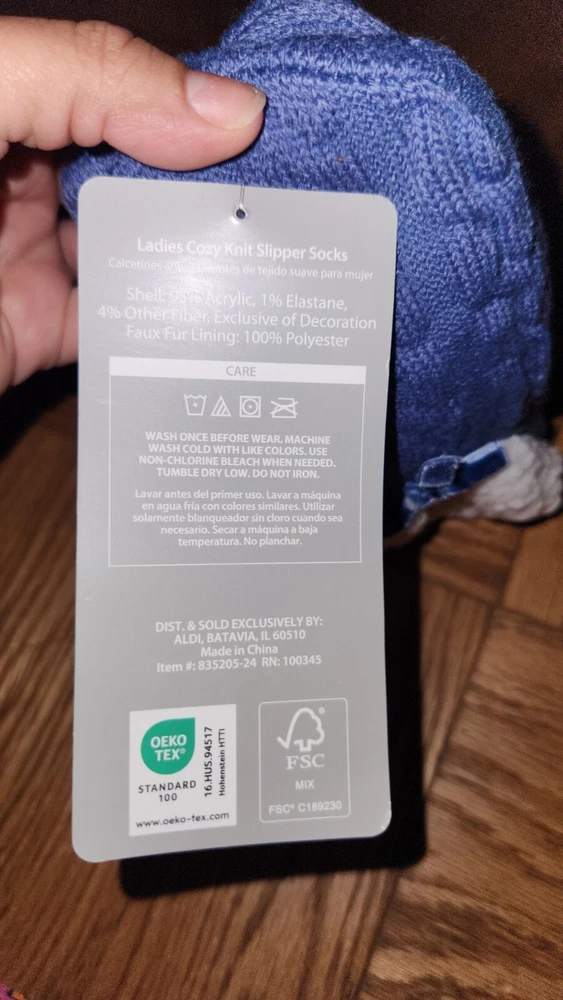 Ladies Cozy Knit Slipper Socks
Calcetines de tejido suave para mujer
Shell: Acrylic, 1% Elastane,
4% Other Fiber, Exclusive of Decoration
Faux Fur Lining: 100% Polyester
CARE
WASH ONCE BEFORE WEAR. MACHINE
WASH COLD WITH LIKE COLORS. USE
NON-CHLORINE BLEACH WHEN NEEDED.
TUMBLE DRY LOW. DO NOT IRON.
Lavar antes del primer uso. Lavar a máquina
en agua fría con colores similares. Utilizar
solamente blanqueador sin cloro cuando sea
necesario. Secar a máquina a baja
temperatura. No planchar.
DIST. & SOLD EXCLUSIVELY BY:
ALDI, BATAVIA, IL 60510
Made in China
Item #: 835205-24 RN: 100345
OEKO
TEX®
STANDARD
100
16.HUS.94517
Hohenstein HTTI
www.oeko-tex.com
FSC
MIX
FSC® C189230